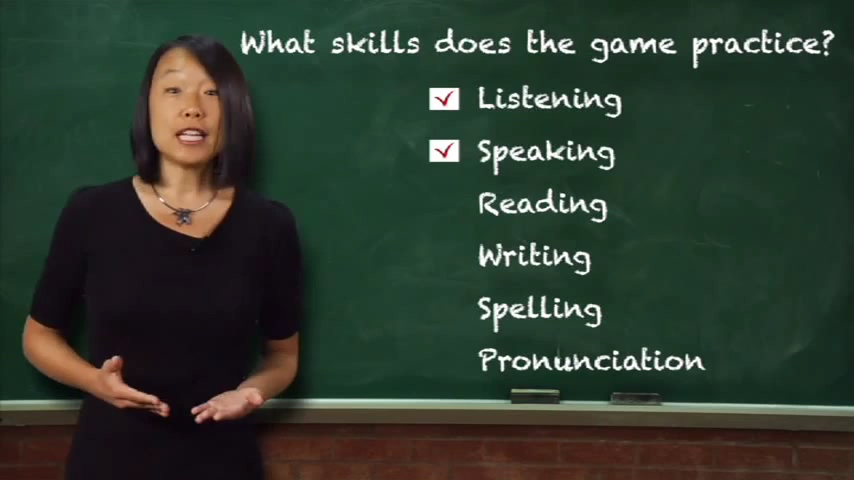 What skills does the game practice?
Listening
Speaking
Reading
Writing
Spelling
Pronunciation